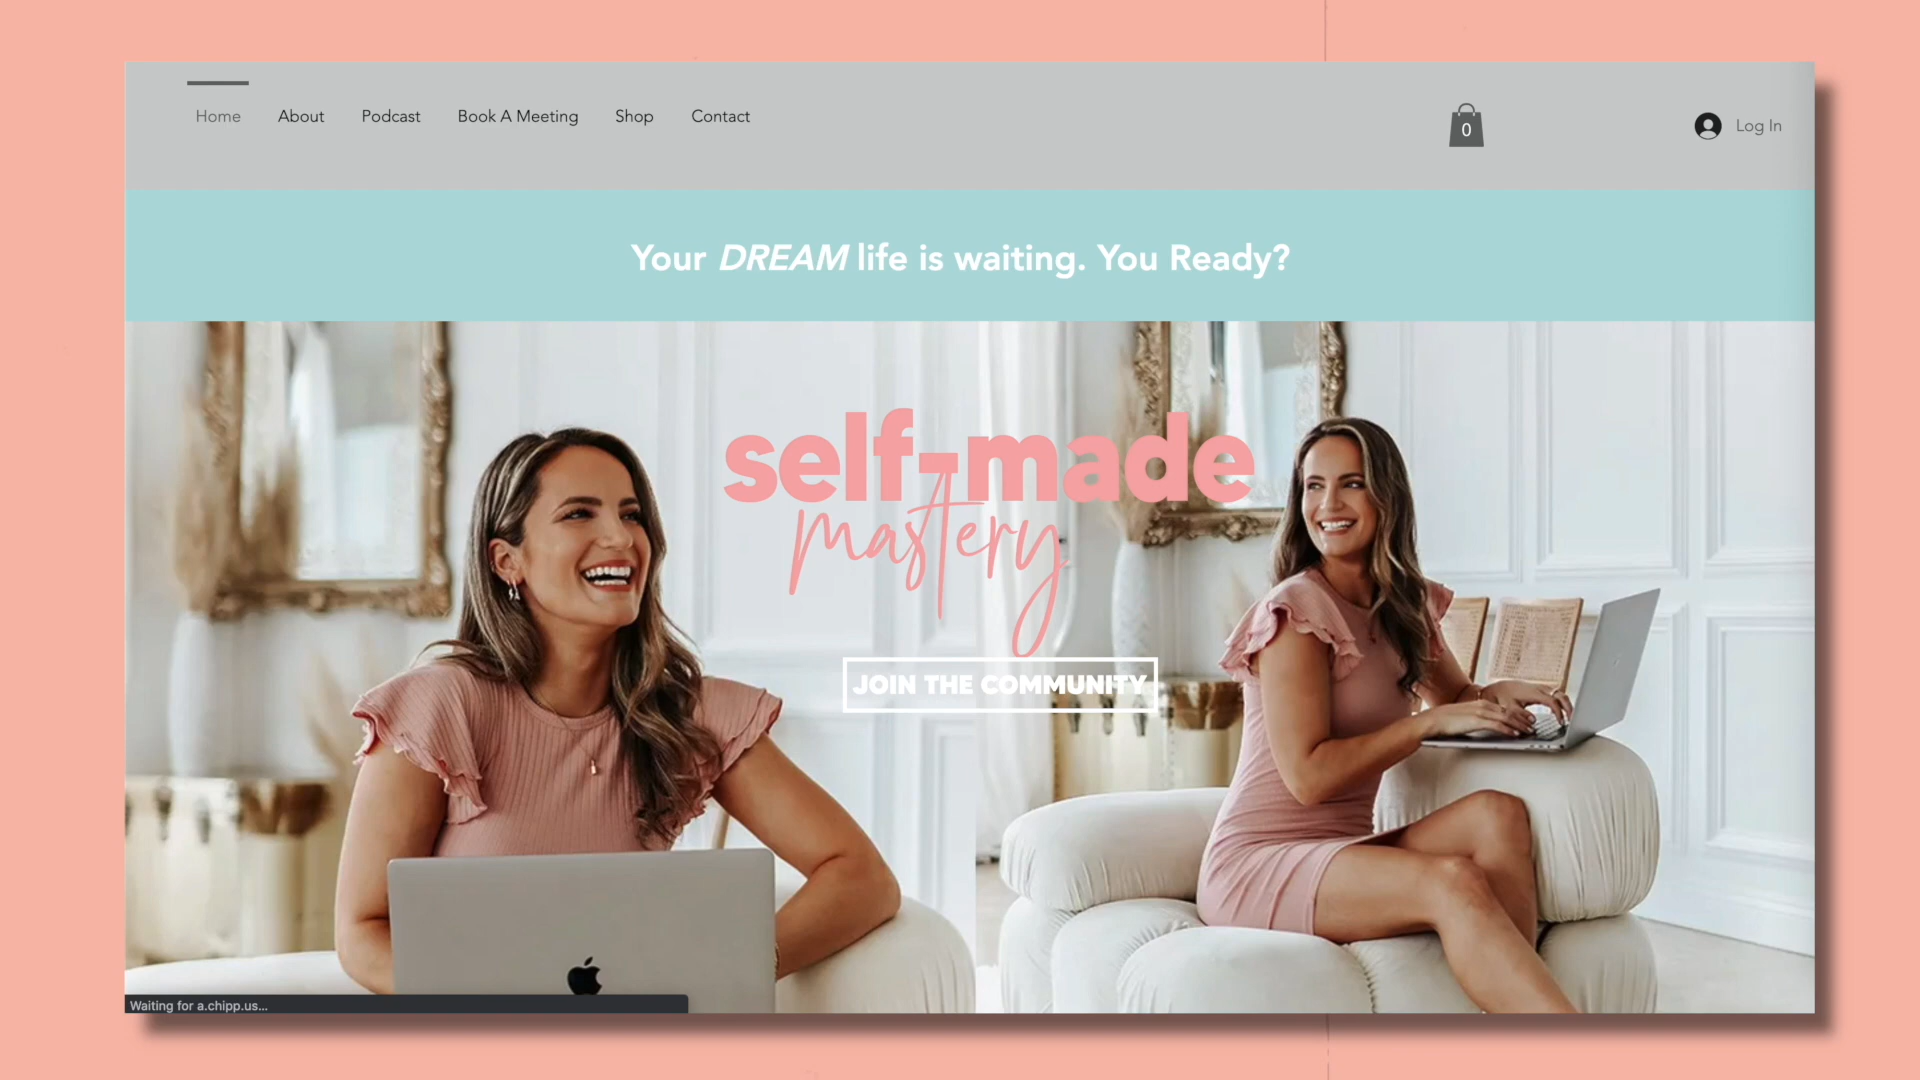 Home About Podcast Book A Meeting Shop Contact
0
Log In
Your DREAM life is waiting. You Ready?
self-made
mastery
JOIN THE COMMUNITY
Waiting for a.chipp.us...